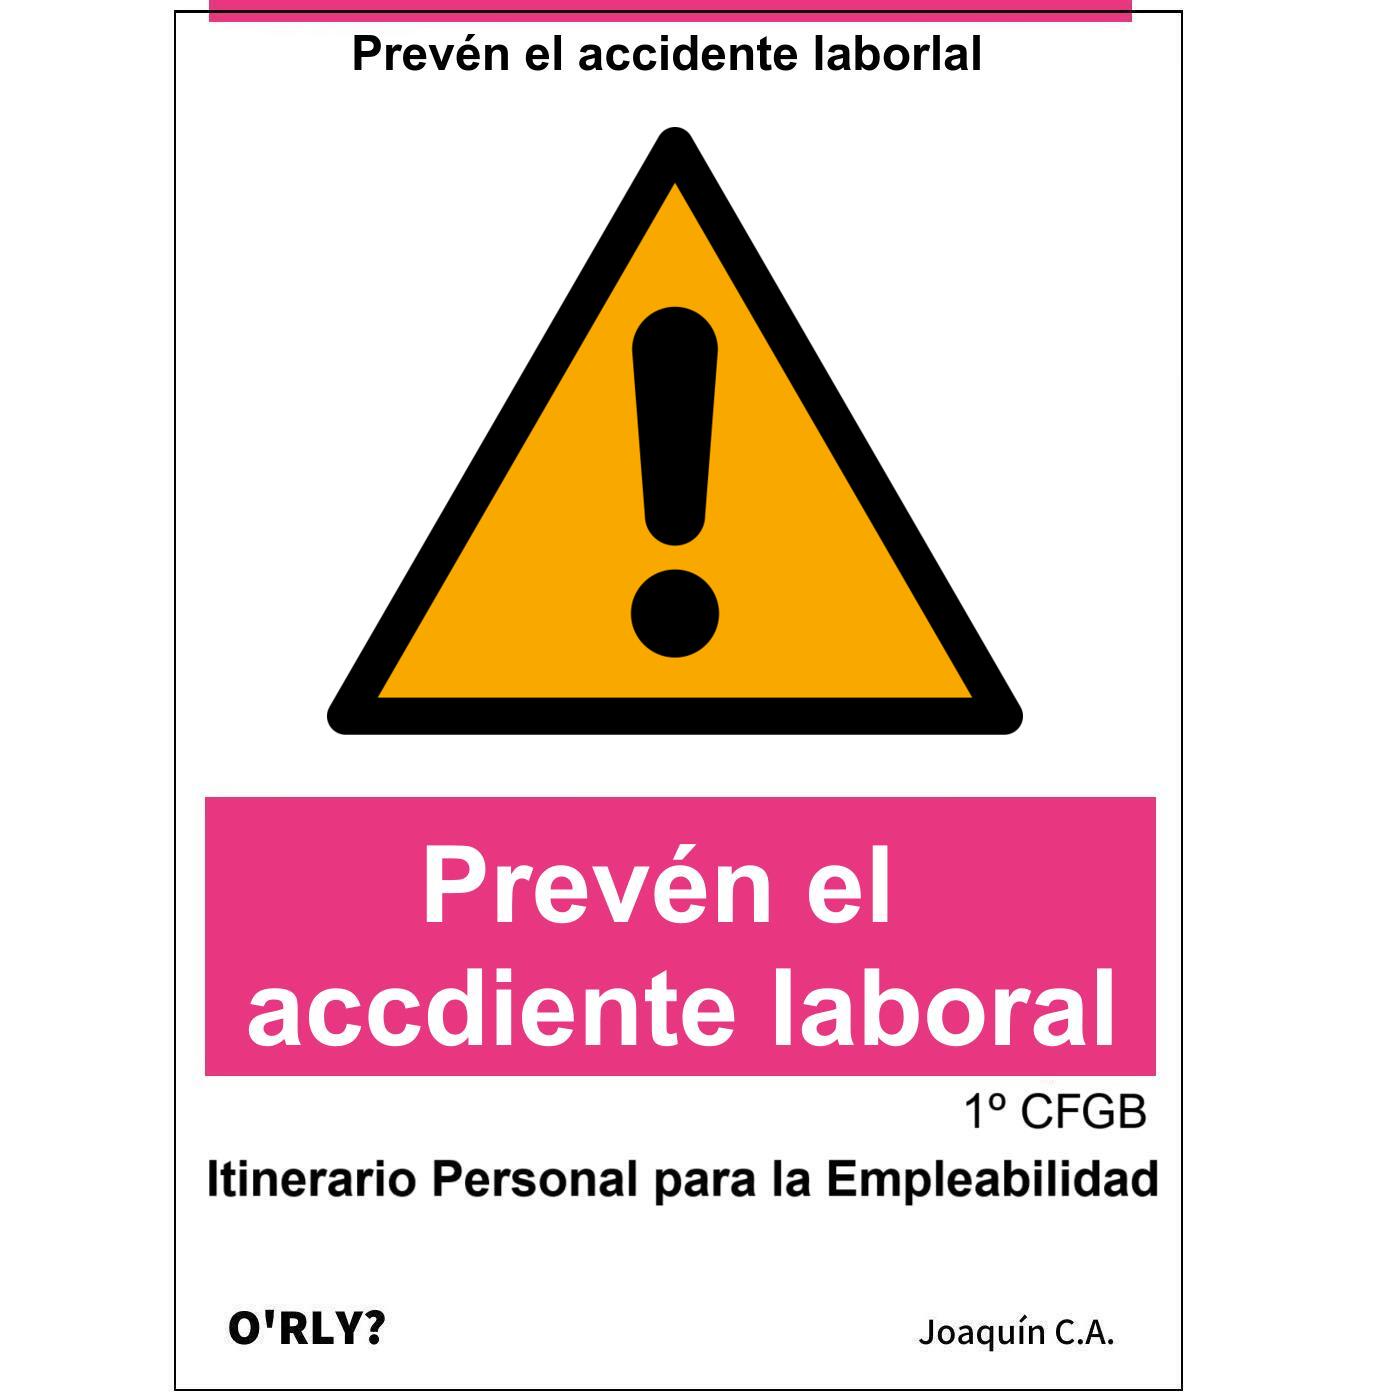 Prevén el accidente laborlal
Prevén el
accdiente laboral
1º CFGB
Itinerario Personal para la Empleabilidad
O'RLY?
Joaquín C.A.